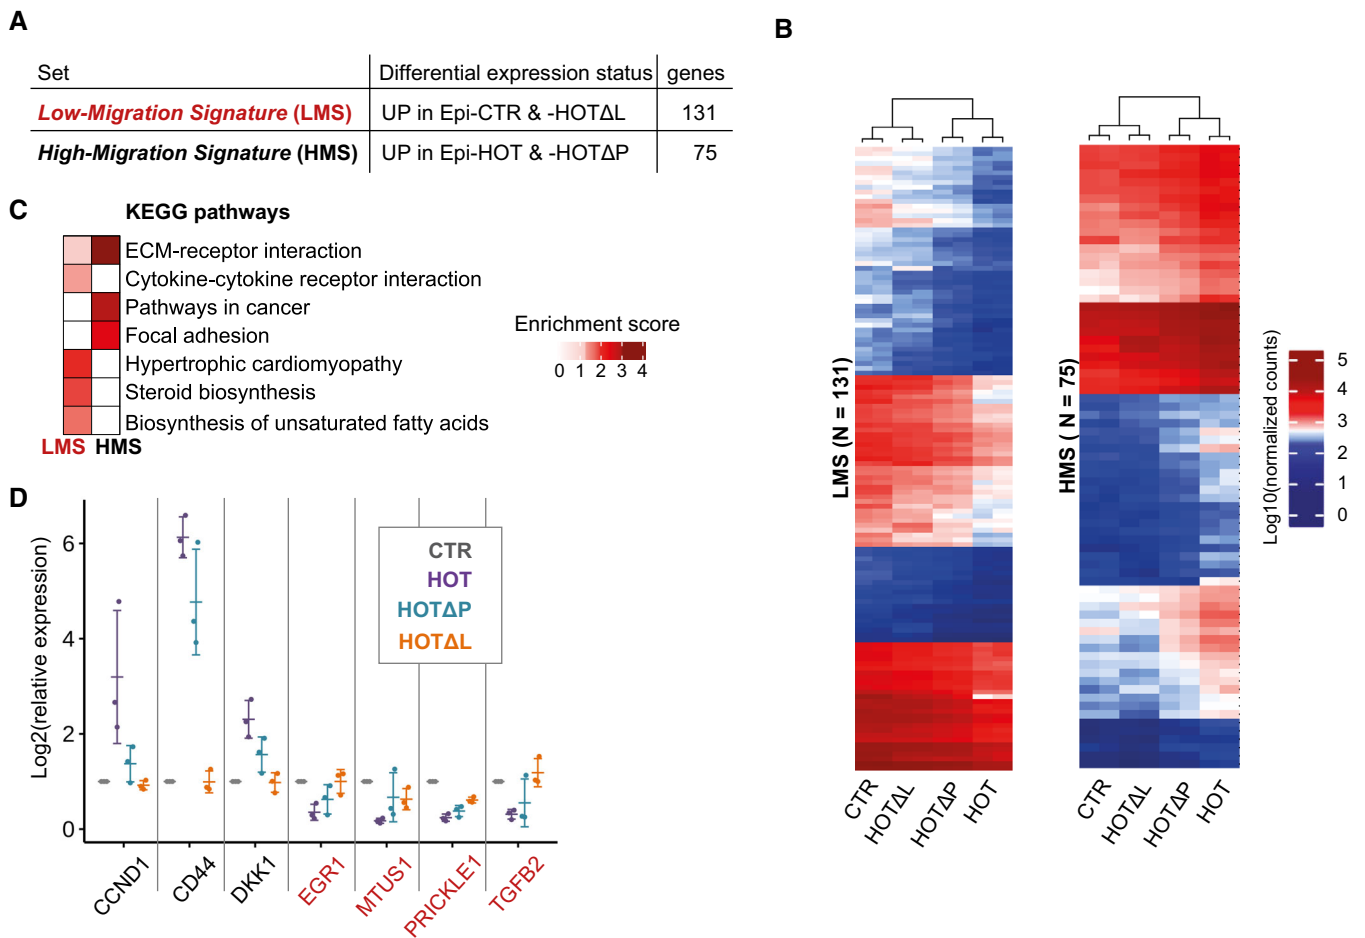 A
Set Differential expression status genes
Low-Migration Signature (LMS) UP in Epi-CTR & -HOTΔL 131
High-Migration Signature (HMS) UP in Epi-HOT & -HOTΔP 75
B
LMS (N = 131)
CTR
HOTΔL
HOTΔP
HOT
HMS ( N = 75)
CTR
HOTΔL
HOTΔP
HOT
Log10(normalized counts)
5
4
3
2
1
0
C
KEGG pathways
ECM-receptor interaction
Cytokine-cytokine receptor interaction
Pathways in cancer
Focal adhesion
Hypertrophic cardiomyopathy
Steroid biosynthesis
Biosynthesis of unsaturated fatty acids
LMS HMS
Enrichment score
0 1 2 3 4
D
Log2(relative expression)
6
4
2
0
CTR
HOT
HOTΔP
HOTΔL
CCND1
CD44
DKK1
EGR1
MTUS1
PRICKLE1
TGFB2